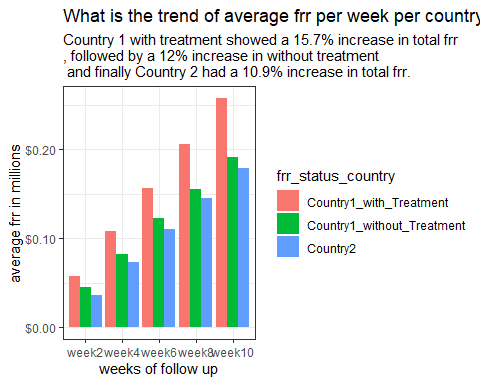 What is the trend of average frr per week per country
Country 1 with treatment showed a 15.7% increase in total frr
, followed by a 12% increase in without treatment
and finally Country 2 had a 10.9% increase in total frr.
average frr in millions
$0.20
$0.10
$0.00
week2 week4 week6 week8 week10
weeks of follow up
frr_status_country
Country1_with_Treatment
Country1_without_Treatment
Country2